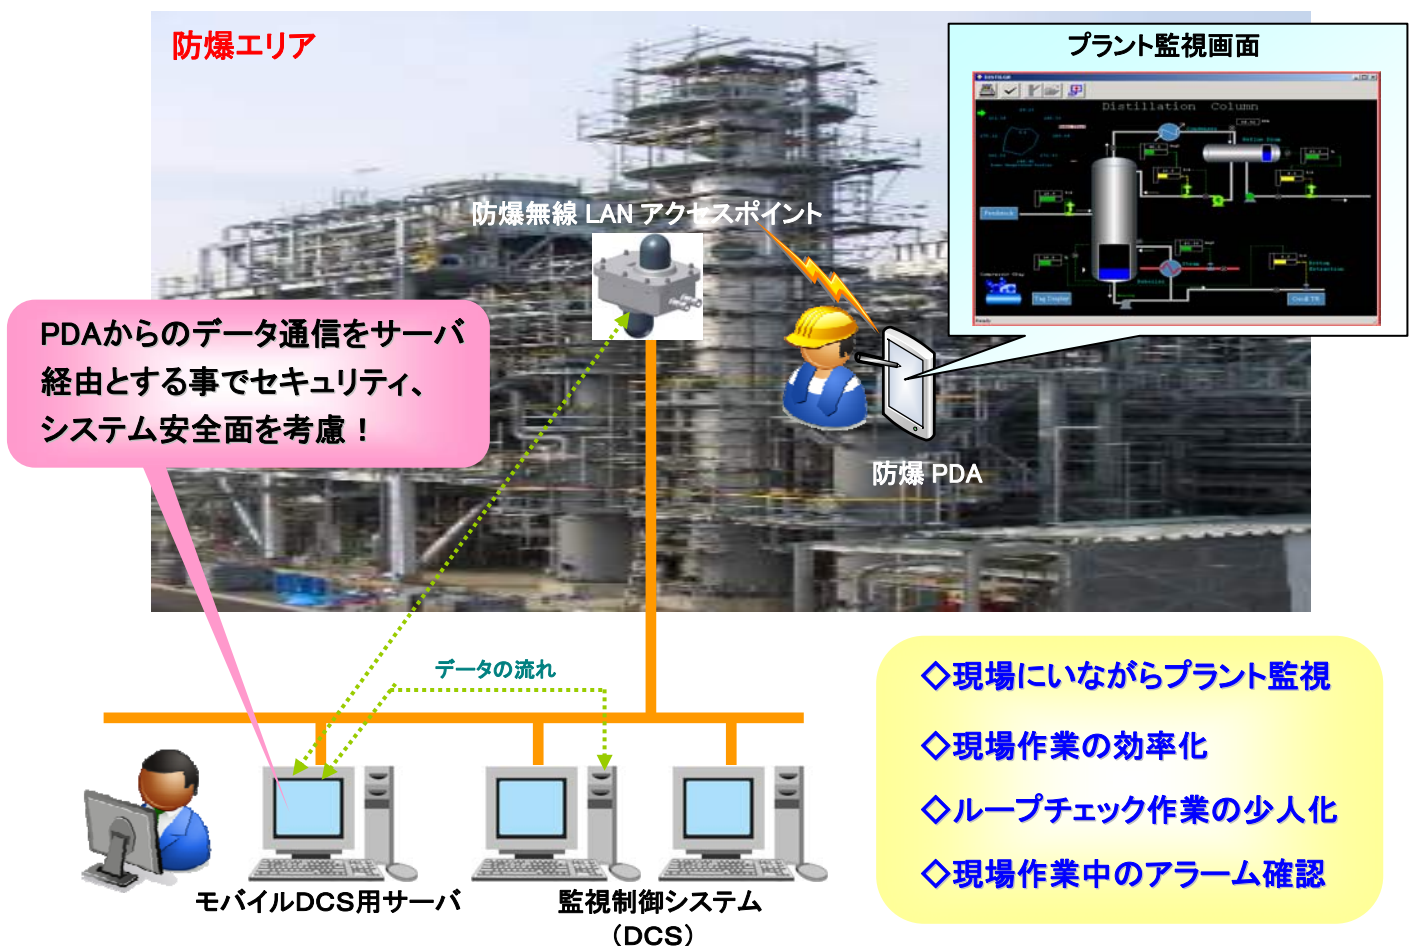 防爆エリア
プラント監視画面
Distillation Column
防爆無線 LAN アクセスポイント
PDAからのデータ通信をサーバ
経由とする事でセキュリティ、
システム安全面を考慮！
防爆 PDA
データの流れ
◇現場にいながらプラント監視
◇現場作業の効率化
◇ループチェック作業の少人化
◇現場作業中のアラーム確認
モバイルDCS用サーバ
監視制御システム
（DCS）